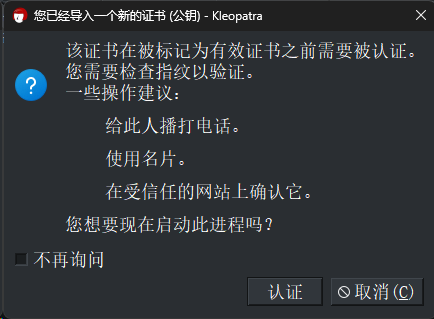 您已经导入一个新的证书 (公钥) - Kleopatra
该证书在被标记为有效证书之前需要被认证。
您需要检查指纹以验证。
一些操作建议：
给此人播打电话。
使用名片。
在受信任的网站上确认它。
您想要现在启动此进程吗？
不再询问
认证
取消(C)